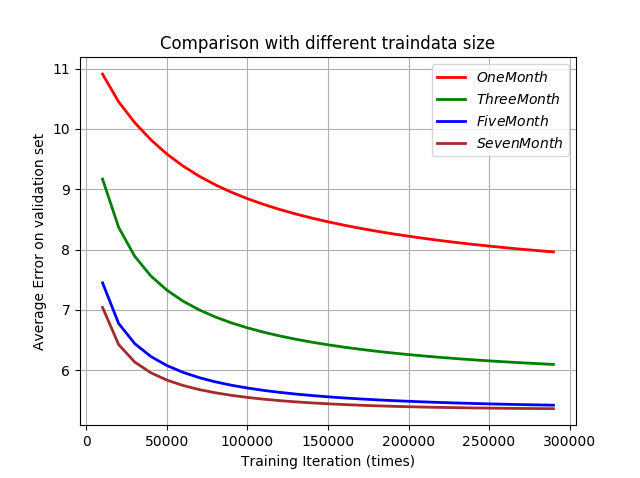 Comparison with different traindata size
11
10
9
8
7
6
Average Error on validation set
OneMonth
ThreeMonth
FiveMonth
SevenMonth
0 50000 100000 150000 200000 250000 300000
Training Iteration (times)